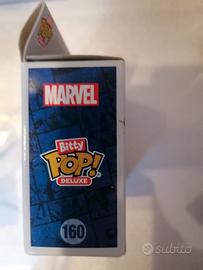 MARVEL
Bitty
POP!
DELUXE
160
subito